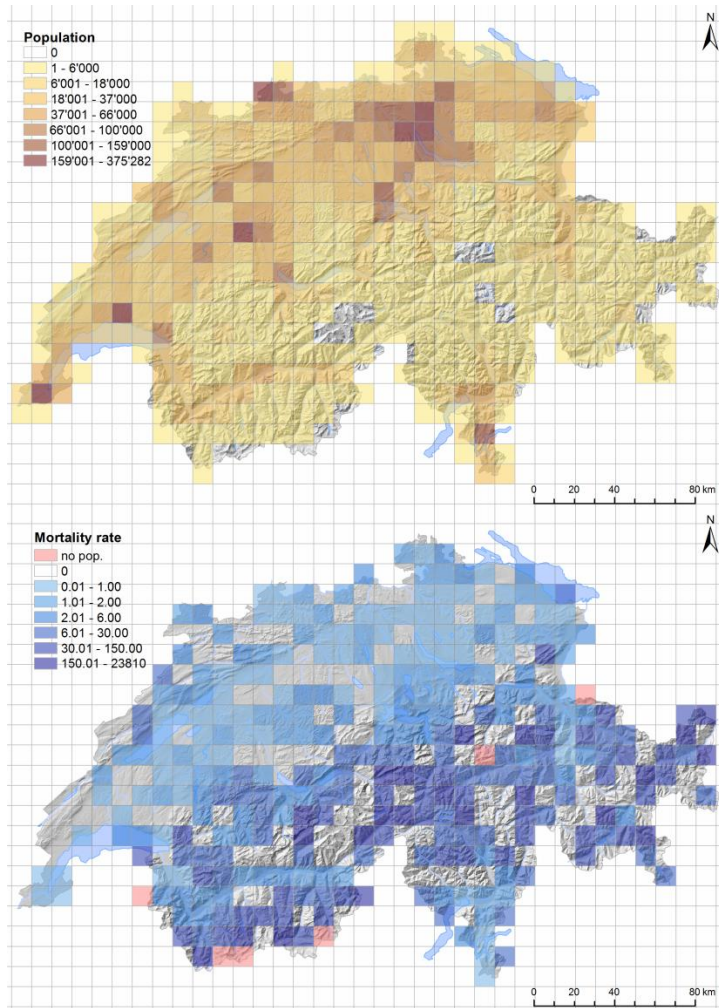 N
Population
0
1 - 6'000
6'001 - 18'000
18'001 - 37'000
37'001 - 66'000
66'001 - 100'000
100'001 - 159'000
159'001 - 375'282
0 20 40 80 km
N
Mortality rate
no pop.
0
0.01 - 1.00
1.01 - 2.00
2.01 - 6.00
6.01 - 30.00
30.01 - 150.00
150.01 - 23810
0 20 40 80 km